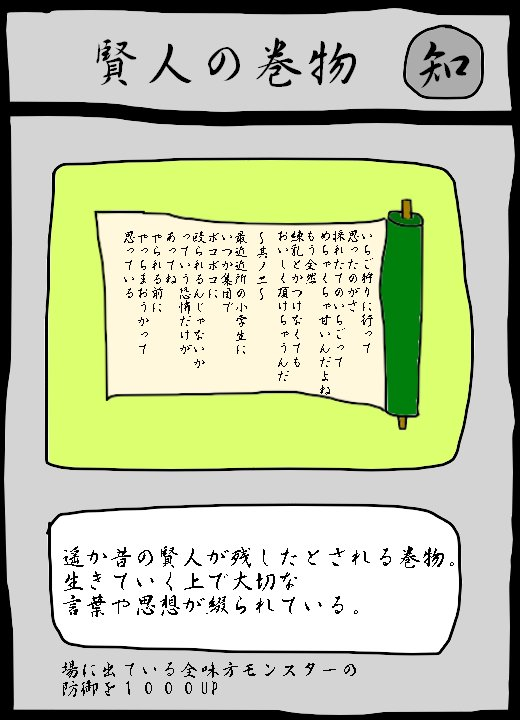 賢人の巻物
知
いちご狩りに行って
思ったのがさ
採れたてのいちごって
めちゃくちゃ甘いんだよね
もう全然
練乳とかつけなくても
おいしく頂けちゃうんだ
～其ノ二～
最近近所の小学生に
いつか集団で
ボコボコに
殴られるんじゃないか
っていう恐怖だけが
あってね
やられる前に
やっちまおうかって
思っている
遥か昔の賢人が残したとされる巻物。
生きていく上で大切な
言葉や思想が綴られている。
場に出ている全味方モンスターの
防御を1000UP